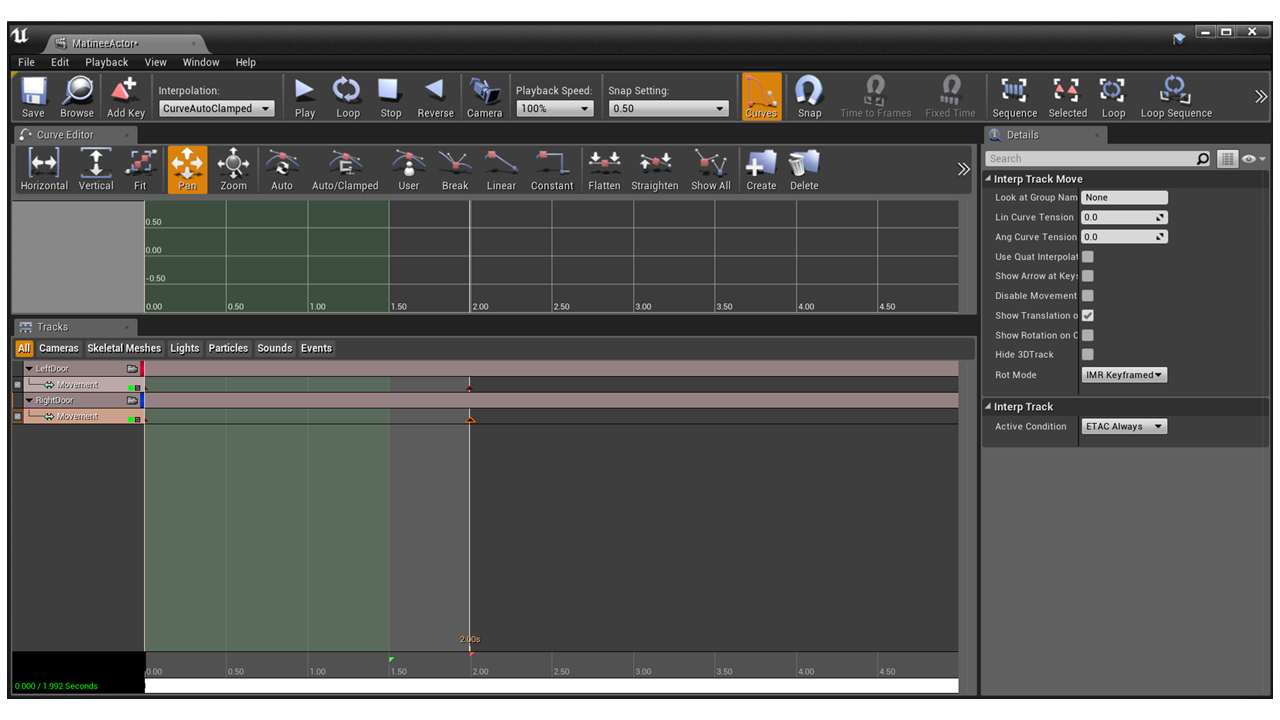 MatineeActor*
File Edit Playback View Window Help
Interpolation: Playback Speed: Snap Setting:
CurveAutoClamped 100% 0.50
Save Browse Add Key Play Loop Stop Reverse Camera Curves Snap Time to Frames Fixed Time Sequence Selected Loop Loop Sequence
Curve Editor
Horizontal Vertical Fit Pan Zoom Auto Auto/Clamped User Break Linear Constant Flatten Straighten Show All Create Delete
0.50
0.00
-0.50
0.00 0.50 1.00 1.50 2.00 2.50 3.00 3.50 4.00 4.50
Tracks
All Cameras Skeletal Meshes Lights Particles Sounds Events
LeftDoor
Movement
RightDoor
Movement
2.00s
0.00 0.50 1.00 1.50 2.00 2.50 3.00 3.50 4.00 4.50
0.000 / 1.992 Seconds
Details
Search
Interp Track Move
Look at Group Nam None
Lin Curve Tension 0.0
Ang Curve Tension 0.0
Use Quat Interpolat
Show Arrow at Keys
Disable Movement
Show Translation o
Show Rotation on C
Hide 3DTrack
Rot Mode IMR Keyframed
Interp Track
Active Condition ETAC Always